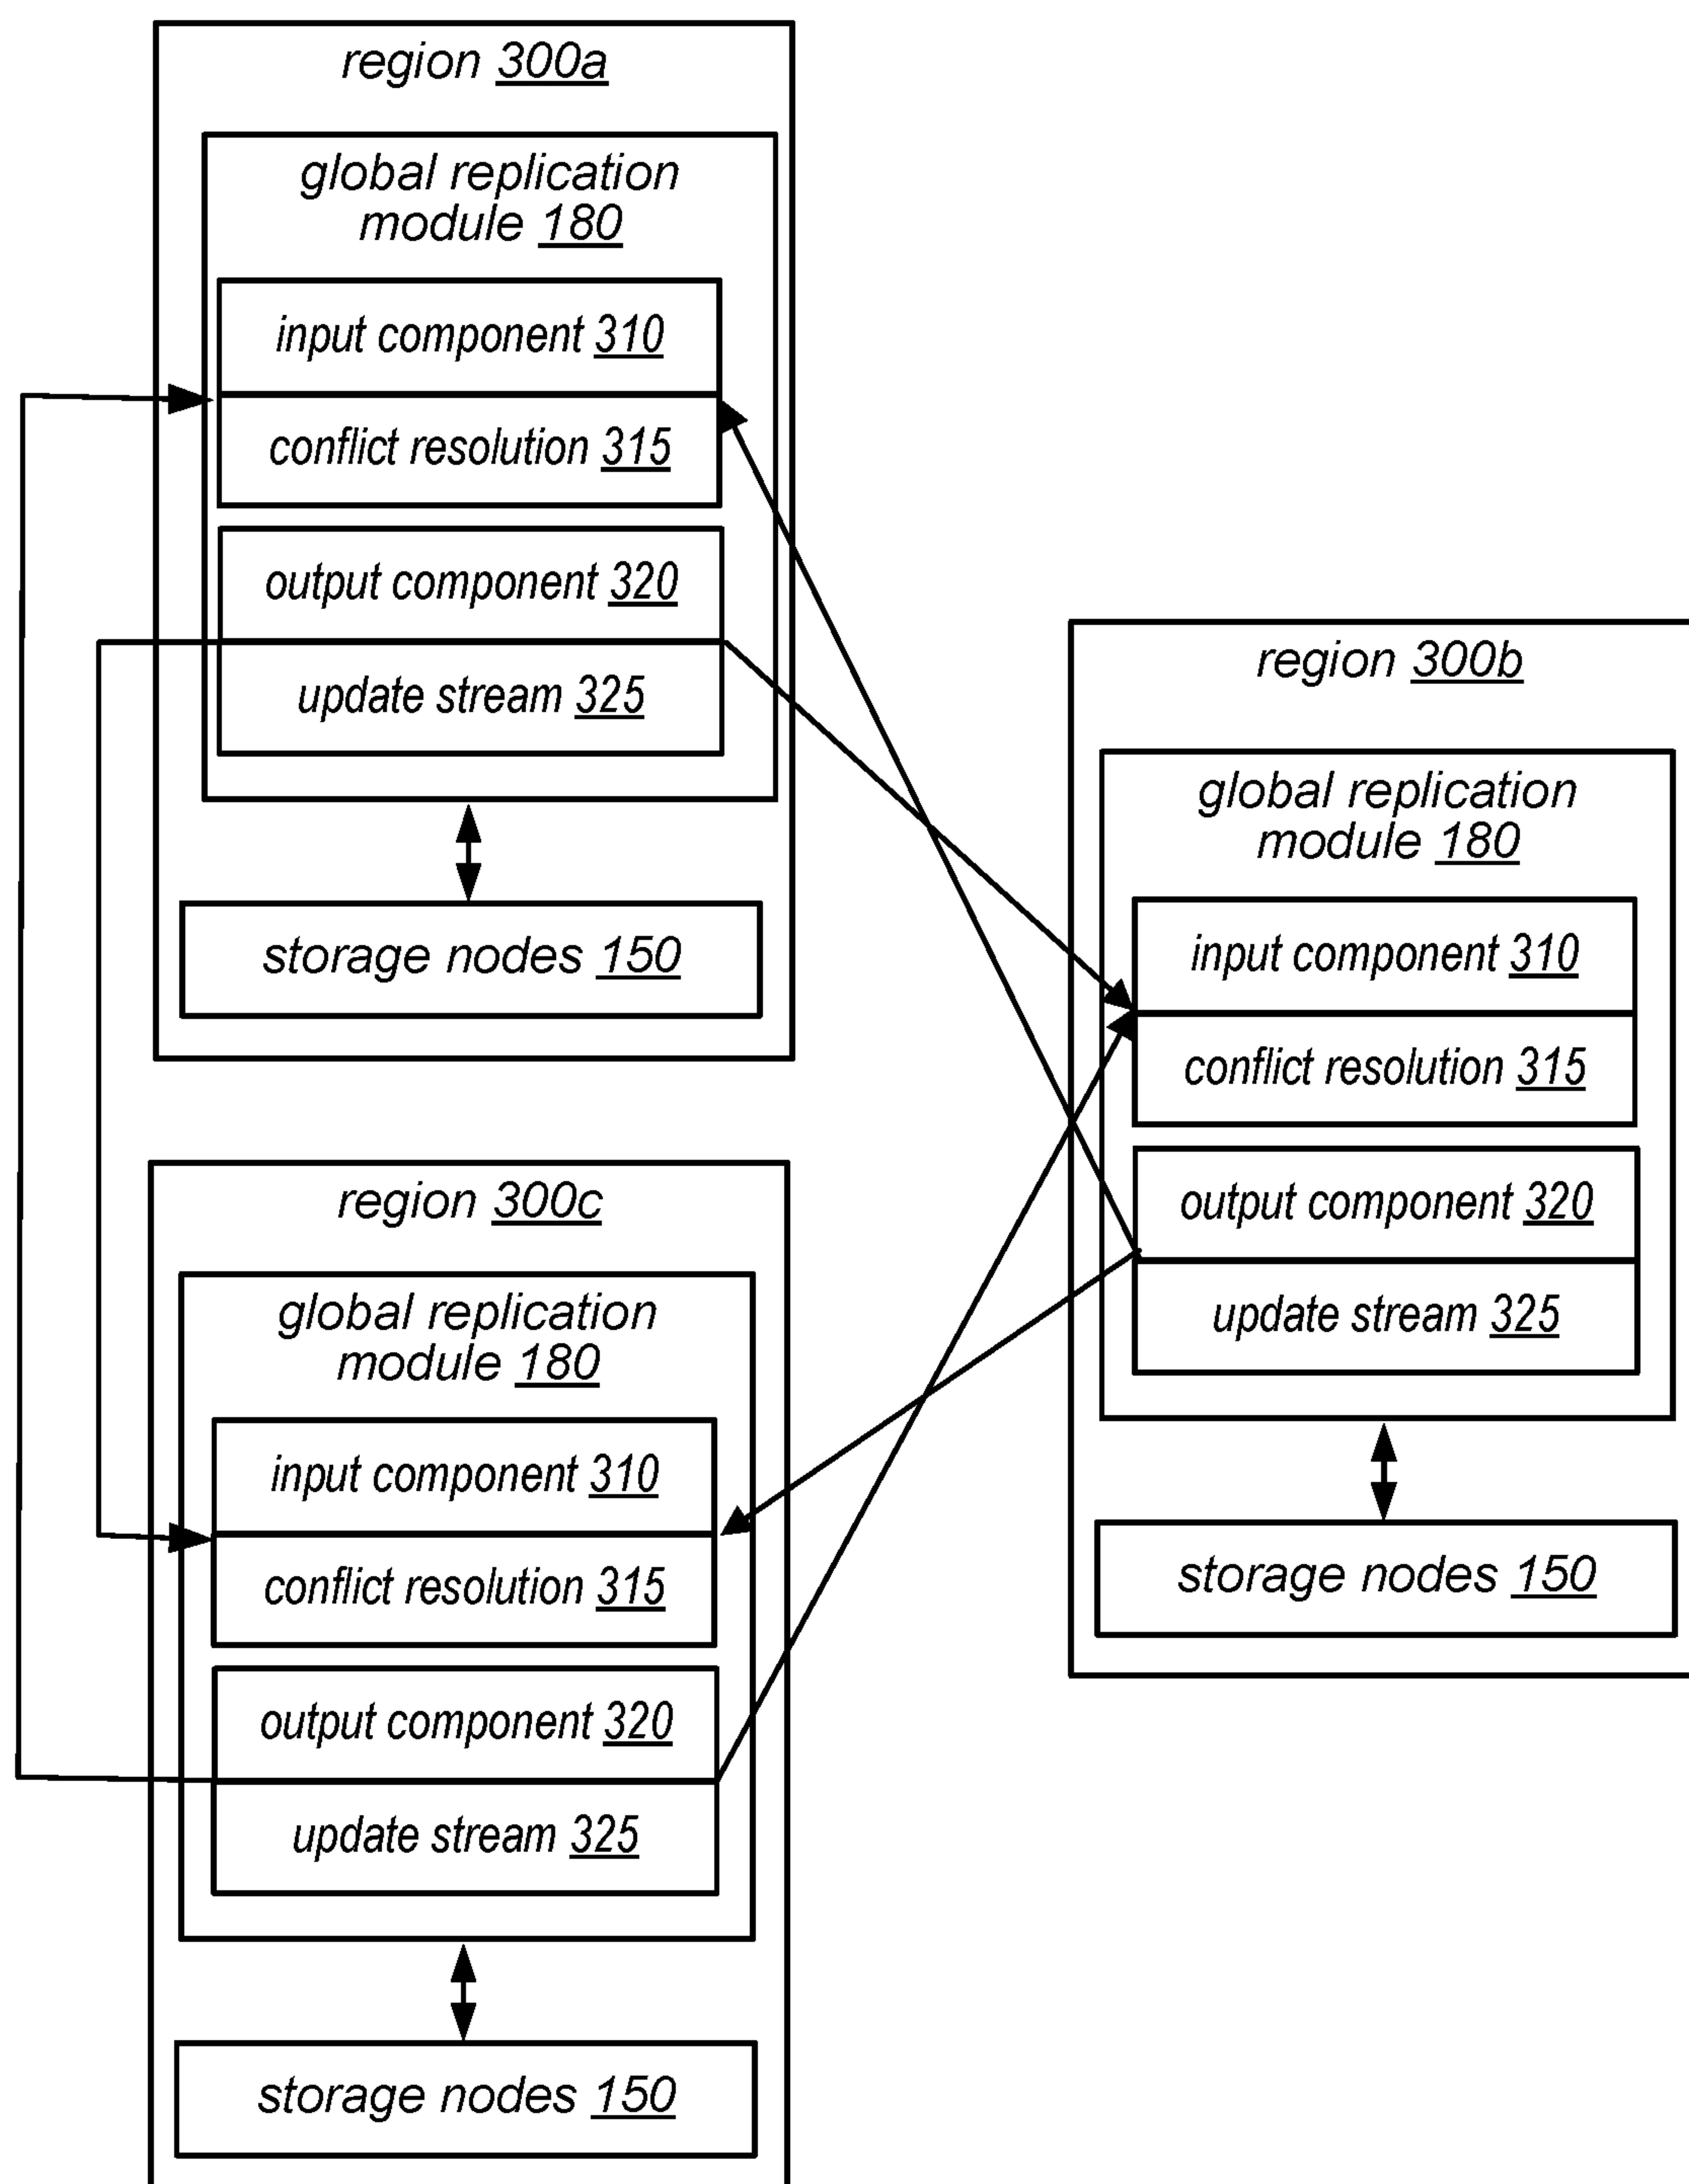 region 300a
global replication
module 180
input component 310
conflict resolution 315
output component 320
update stream 325
storage nodes 150
region 300b
global replication
module 180
input component 310
conflict resolution 315
output component 320
update stream 325
storage nodes 150
region 300c
global replication
module 180
input component 310
conflict resolution 315
output component 320
update stream 325
storage nodes 150